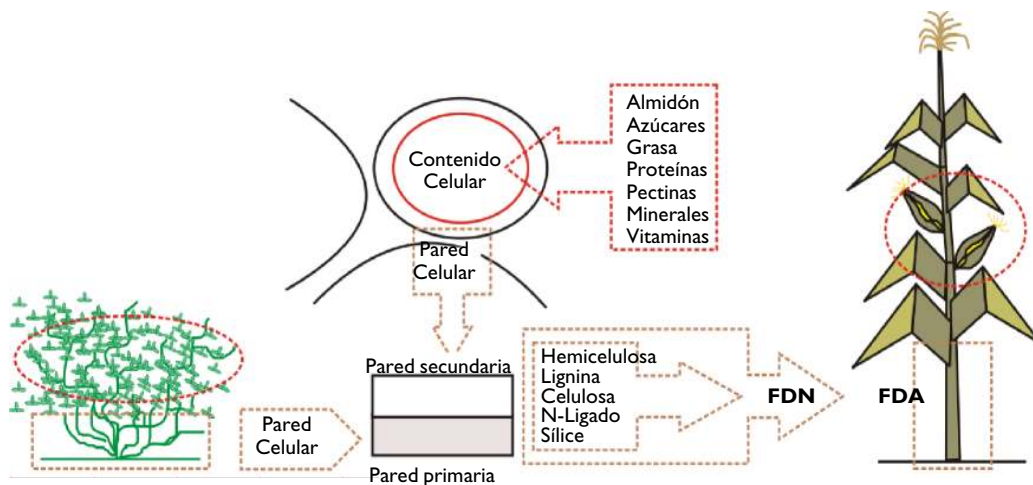 Almidón
Azúcares
Grasa
Proteínas
Pectinas
Minerales
Vitaminas
Contenido
Celular
Pared
Celular
Pared secundaria
Pared primaria
Pared
Celular
Hemicelulosa
Lignina
Celulosa
N-Ligado
Sílice
FDN
FDA